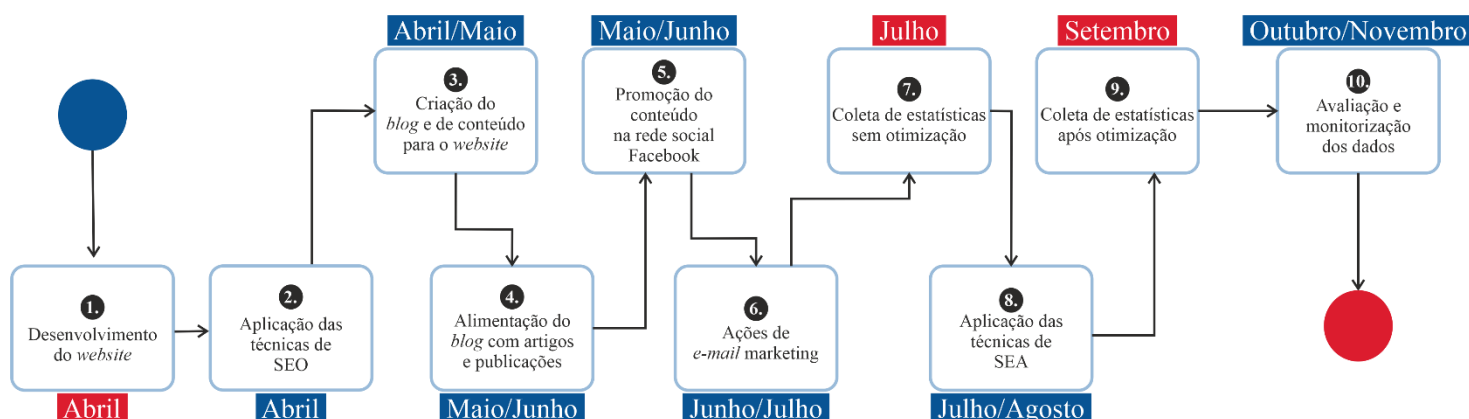 1.
Desenvolvimento
do website
Abril
2.
Aplicação das
técnicas de
SEO
Abril
Abril/Maio
3.
Criação do
blog e de conteúdo
para o website
4.
Alimentação do
blog com artigos
e publicações
Maio/Junho
Maio/Junho
5.
Promoção do
conteúdo
na rede social
Facebook
6.
Ações de
e-mail marketing
Junho/Julho
Julho
7.
Coleta de estatísticas
sem otimização
8.
Aplicação das
técnicas de
SEA
Julho/Agosto
Setembro
9.
Coleta de estatísticas
após otimização
Outubro/Novembro
10.
Avaliação e
monitorização
dos dados